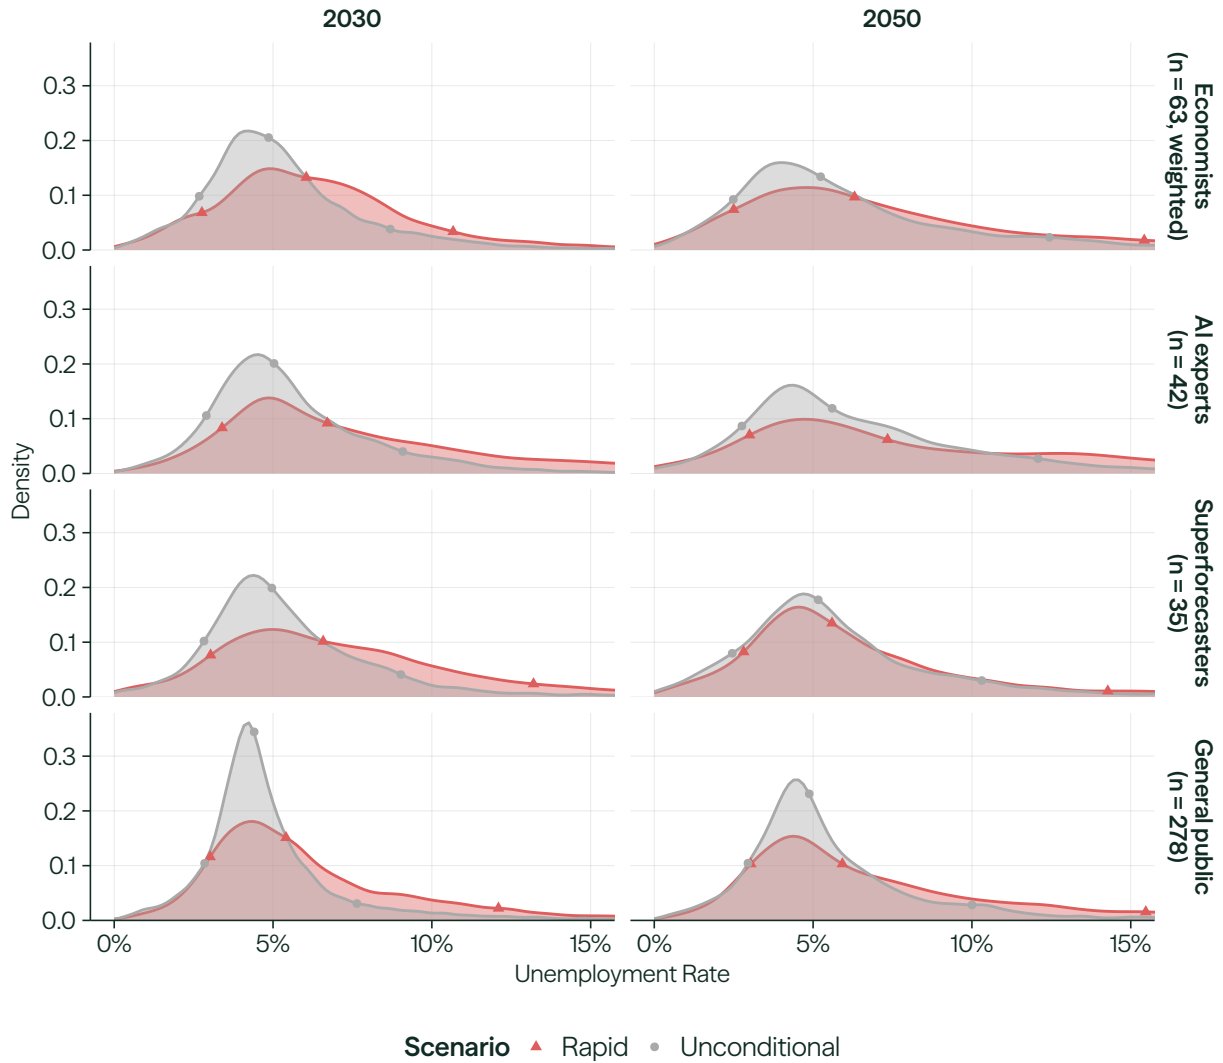 2030
2050
0.3
0.2
0.1
0.0
Economists
(n = 63, weighted)
0.3
0.2
0.1
0.0
AI experts
(n = 42)
0.3
0.2
0.1
0.0
Superforecasters
(n = 35)
0.3
0.2
0.1
0.0
General public
(n = 278)
Density
0% 5% 10% 15% 0% 5% 10% 15%
Unemployment Rate
Scenario Rapid Unconditional